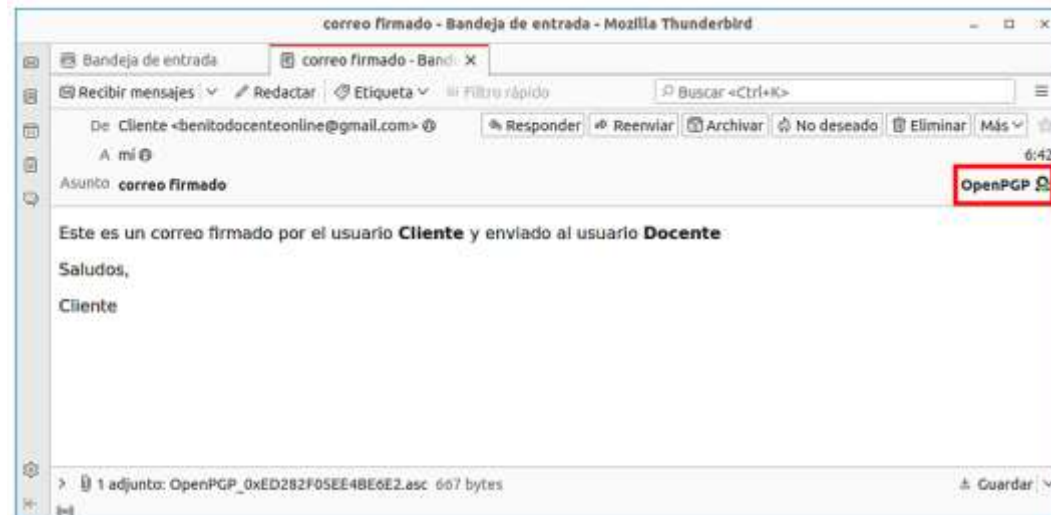 correo firmado - Bandeja de entrada - Mozilla Thunderbird
Bandeja de entrada
correo firmado - Band
Recibir mensajes Redactar Etiqueta Filtro rápido Buscar <Ctrl+K>
De Cliente <benitodocenteonline@gmail.com> Responder Reenviar Archivar No deseado Eliminar Más
A mí 6:42
Asunto correo firmado OpenPGP
Este es un correo firmado por el usuario Cliente y enviado al usuario Docente
Saludos,
Cliente
1 adjunto: OpenPGP_0xED282F05EE4BE6E2.asc 667 bytes Guardar